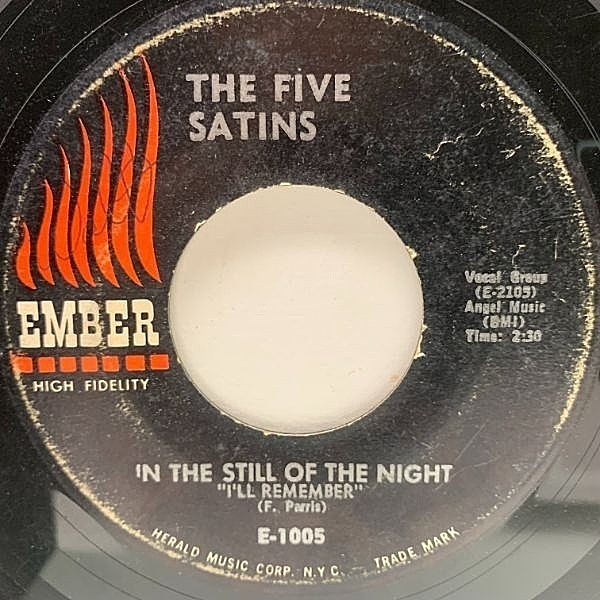 THE FIVE
SATINS
Vocal Group
(E-2105)
Angel Music
(BMI)
Time: 2:30
EMBER
HIGH FIDELITY
'N THE STILL OF THE NIGHT
"I'LL REMEMBER"
(F. Parris)
E-1005
HERALD MUSIC CORP. N.Y.C. TRADE MARK